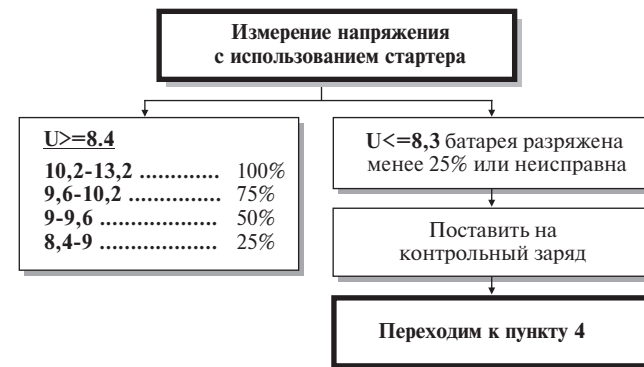 Измерение напряжения
с использованием стартера
U>=8.4
10,2-13,2 ............. 100%
9,6-10,2 ................ 75%
9-9,6 ..................... 50%
8,4-9 .................... 25%
U<=8,3 батарея разряжена
менее 25% или неисправна
Поставить на
контрольный заряд
Переходим к пункту 4